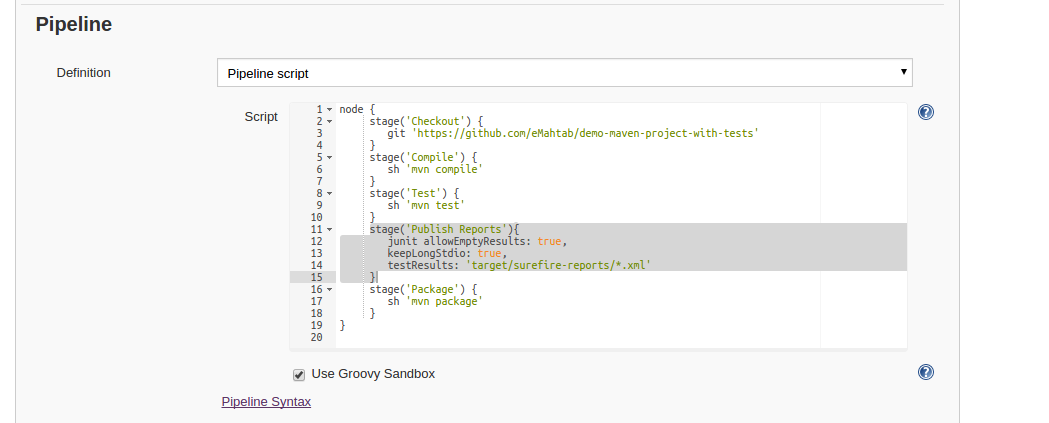 Pipeline
Definition
Pipeline script
Script
1 node {
2 stage('Checkout') {
3 git 'https://github.com/eMahtab/demo-maven-project-with-tests'
4 }
5 stage('Compile') {
6 sh 'mvn compile'
7 }
8 stage('Test') {
9 sh 'mvn test'
10 }
11 stage('Publish Reports'){
12 junit allowEmptyResults: true,
13 keepLongStdio: true,
14 testResults: 'target/surefire-reports/*.xml'
15 }
16 stage('Package') {
17 sh 'mvn package'
18 }
19 }
20
Use Groovy Sandbox
Pipeline Syntax